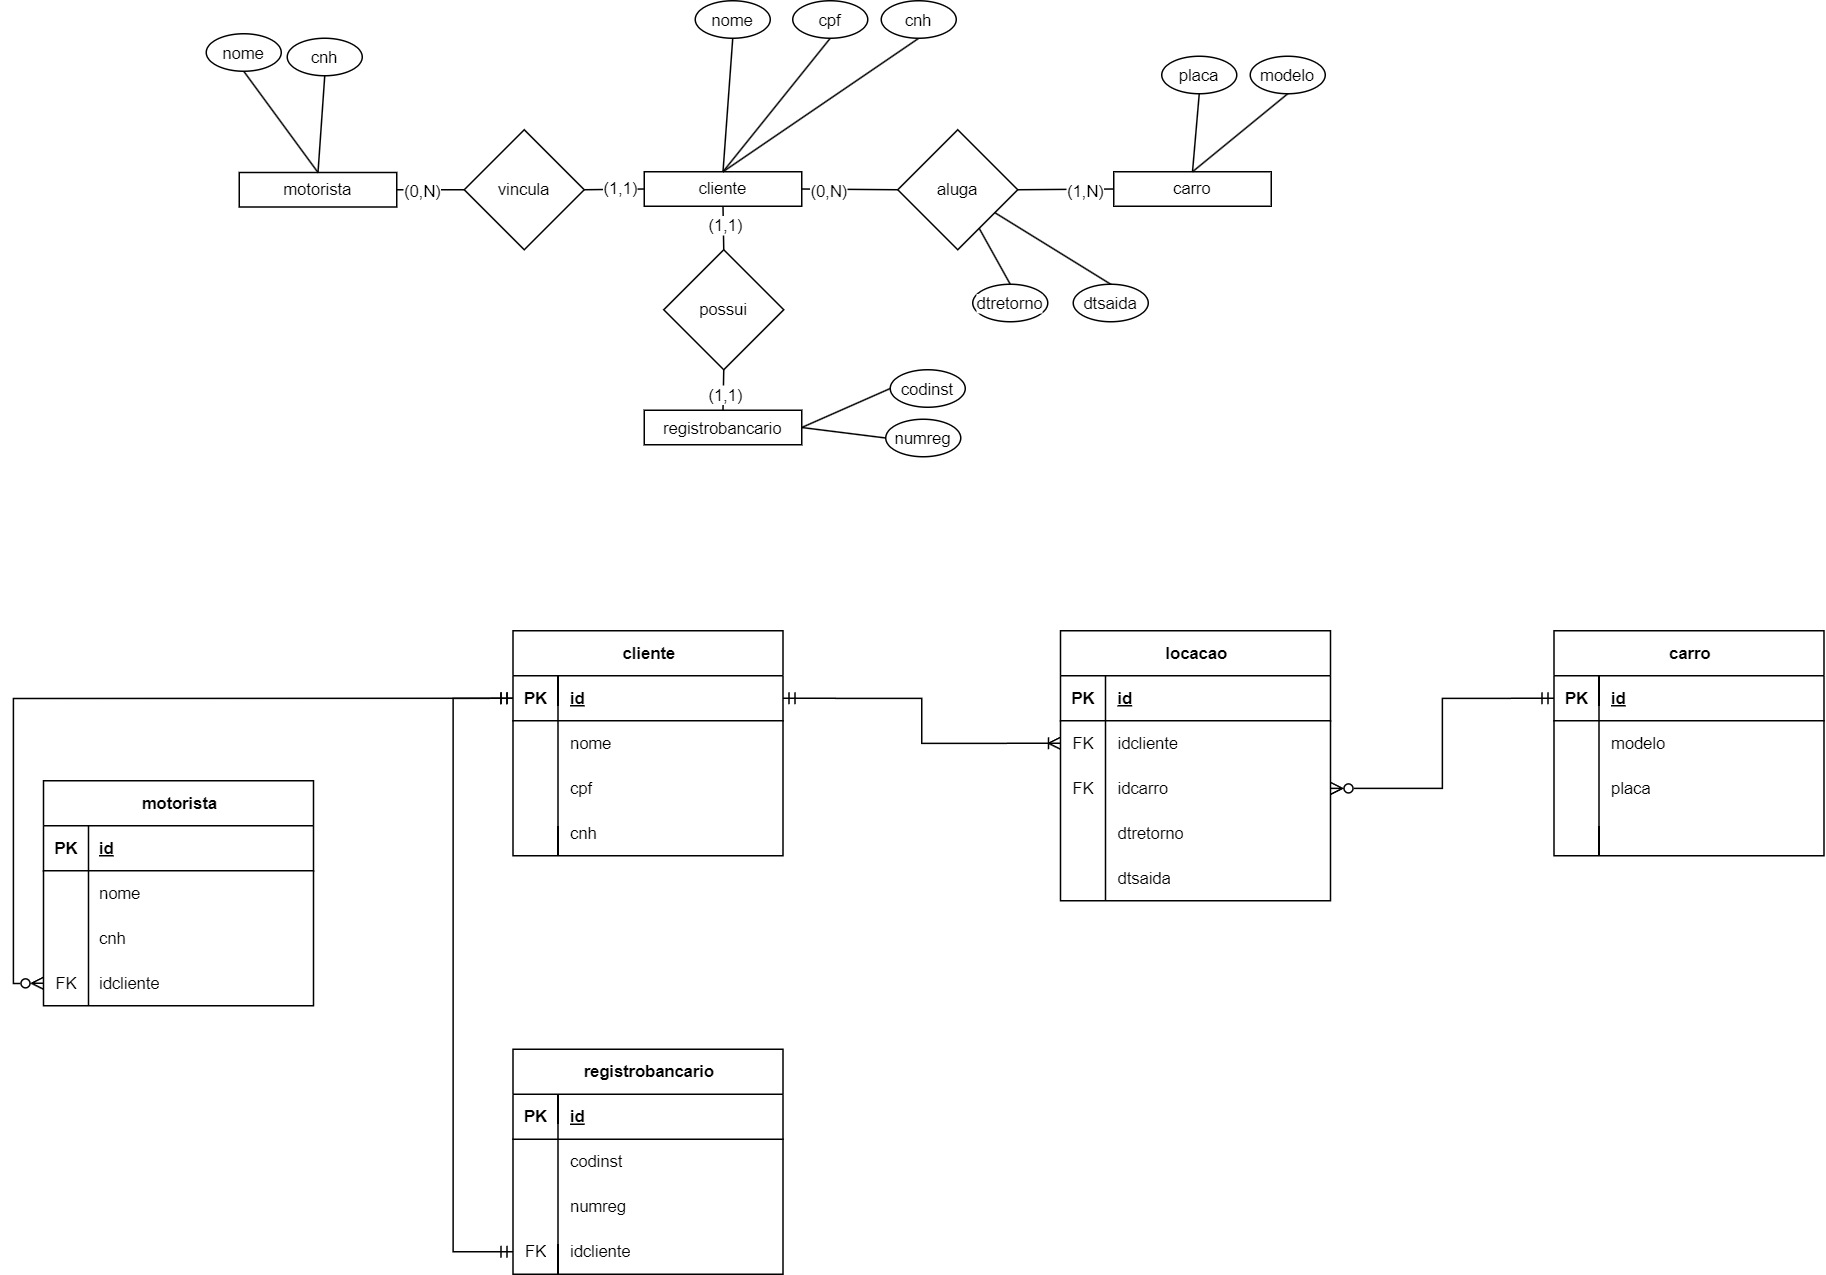 nome
cpf
cnh
nome
cnh
placa
modelo
motorista
(0,N)
vincula
(1,1)
cliente
(0,N)
aluga
(1,N)
carro
(1,1)
possui
dtretorno
dtsaida
(1,1)
registrobancario
codinst
numreg
cliente
PK id
nome
cpf
cnh
locacao
PK id
FK idcliente
FK idcarro
dtretorno
dtsaida
carro
PK id
modelo
placa
motorista
PK id
nome
cnh
FK idcliente
registrobancario
PK id
codinst
numreg
FK idcliente